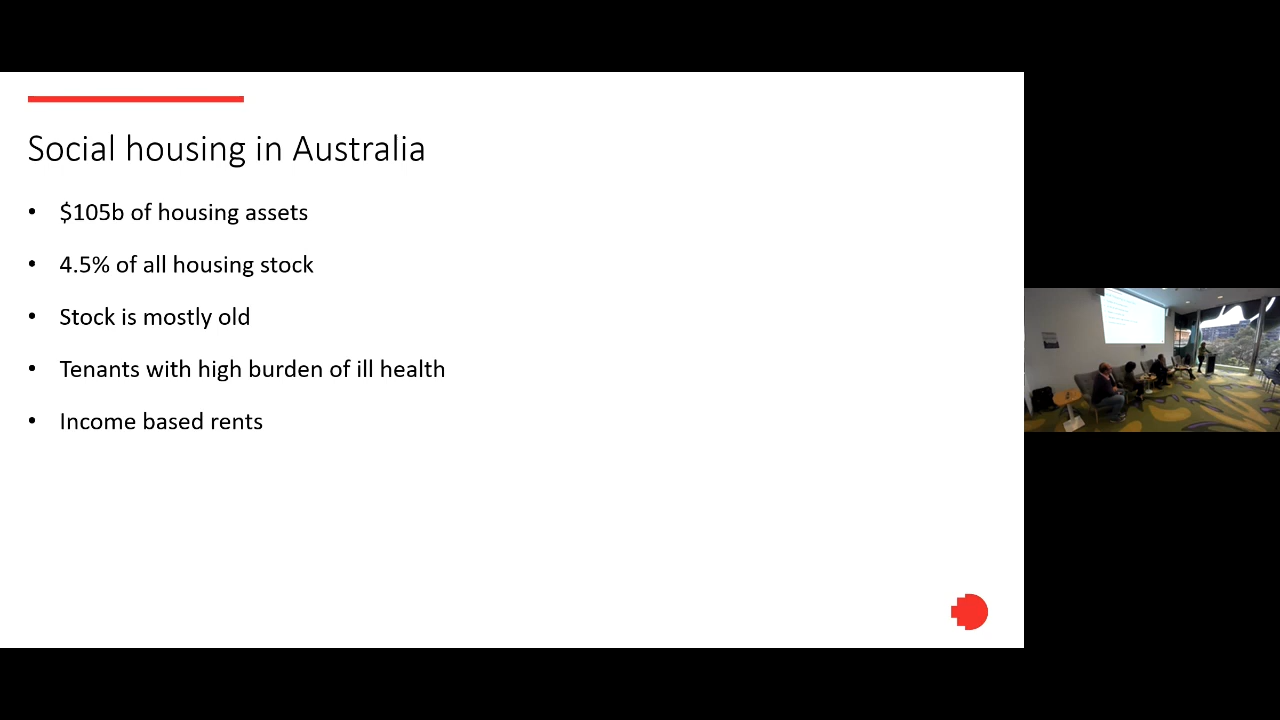 Social housing in Australia
• $105b of housing assets
• 4.5% of all housing stock
• Stock is mostly old
• Tenants with high burden of ill health
• Income based rents